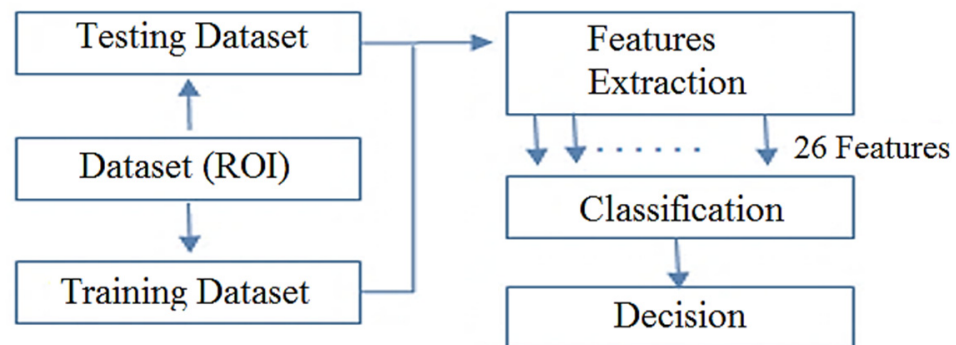 Testing Dataset
Dataset (ROI)
Training Dataset
Features
Extraction
26 Features
Classification
Decision